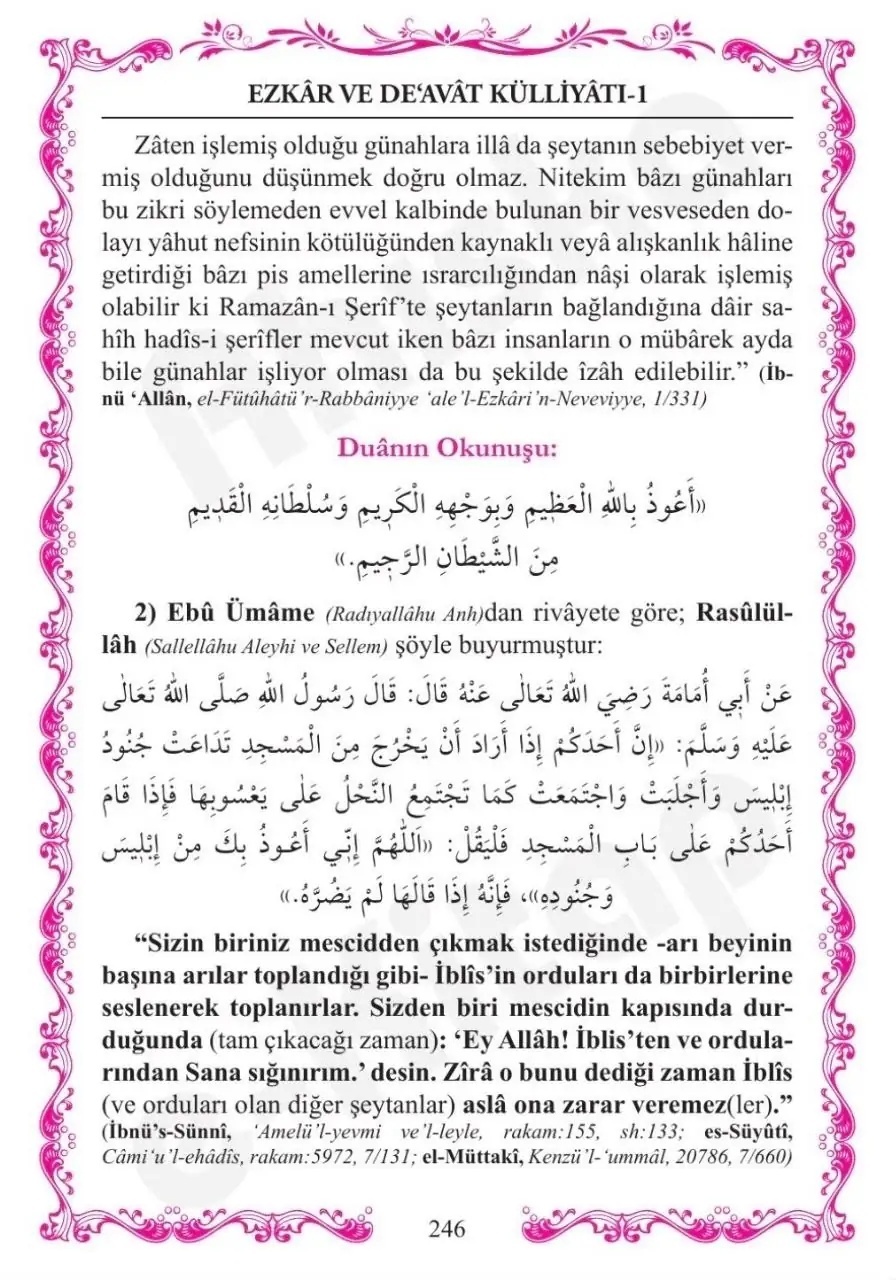 EZKÂR VE DE‘AVÂT KÜLLİYÂTI-1
Zâten işlemiş olduğu günahlara illâ da şeytanın sebebiyet ver-
miş olduğunu düşünmek doğru olmaz. Nitekim bâzı günahları
bu zikri söylemeden evvel kalbinde bulunan bir vesveseden do-
layı yâhut nefsinin kötülüğünden kaynaklı veyâ alışkanlık hâline
getirdiği bâzı pis amellerine ısrarcılığından nâşi olarak işlemiş
olabilir ki Ramazân-ı Şerîf’te şeytanların bağlandığına dâir sa-
hîh hadîs-i şerîfler mevcut iken bâzı insanların o mübârek ayda
bile günahlar işliyor olması da bu şekilde îzâh edilebilir.” (İb-
nü ‘Allân, el-Fütûhâtü’r-Rabbâniyye ‘ale’l-Ezkâri’n-Neveviyye, 1/331)
Duânın Okunuşu:
«أَعُوذُ بِاللهِ الْعَظِيمِ وَبِوَجْهِهِ الْكَرِيمِ وَسُلْطَانِهِ الْقَدِيمِ
مِنَ الشَّيْطَانِ الرَّجِيمِ.»
2) Ebû Ümâme (Radıyallâhu Anh)dan rivâyete göre; Rasûlül-
lâh (Sallellâhu Aleyhi ve Sellem) şöyle buyurmuştur:
عَنْ أَبِي أُمَامَةَ رَضِيَ اللهُ تَعَالٰى عَنْهُ قَالَ: قَالَ رَسُولُ اللهِ صَلَّى اللهُ تَعَالٰى
عَلَيْهِ وَسَلَّمَ: «إِنَّ أَحَدَكُمْ إِذَا أَرَادَ أَنْ يَخْرُجَ مِنَ الْمَسْجِدِ تَدَاعَتْ جُنُودُ
إِبْلِيسَ وَأَجْلَبَتْ وَاجْتَمَعَتْ كَمَا تَجْتَمِعُ النَّحْلُ عَلٰى يَعْسُوبِهَا فَإِذَا قَامَ
أَحَدُكُمْ عَلٰى بَابِ الْمَسْجِدِ فَلْيَقُلْ: «اَللّٰهُمَّ إِنِّي أَعُوذُ بِكَ مِنْ إِبْلِيسَ
وَجُنُودِهِ»، فَإِنَّهُ إِذَا قَالَهَا لَمْ يَضُرَّهُ.»
“Sizin biriniz mescidden çıkmak istediğinde -arı beyinin
başına arılar toplandığı gibi- İblîs’in orduları da birbirlerine
seslenerek toplanırlar. Sizden biri mescidin kapısında dur-
duğunda (tam çıkacağı zaman): ‘Ey Allâh! İblis’ten ve ordula-
rından Sana sığınırım.’ desin. Zîrâ o bunu dediği zaman İblîs
(ve orduları olan diğer şeytanlar) aslâ ona zarar veremez(ler).”
(İbnü’s-Sünnî, ‘Amelü’l-yevmi ve’l-leyle, rakam:155, sh:133; es-Süyûtî,
Câmi‘u’l-ehâdîs, rakam:5972, 7/131; el-Müttakî, Kenzü’l-‘ummâl, 20786, 7/660)
246